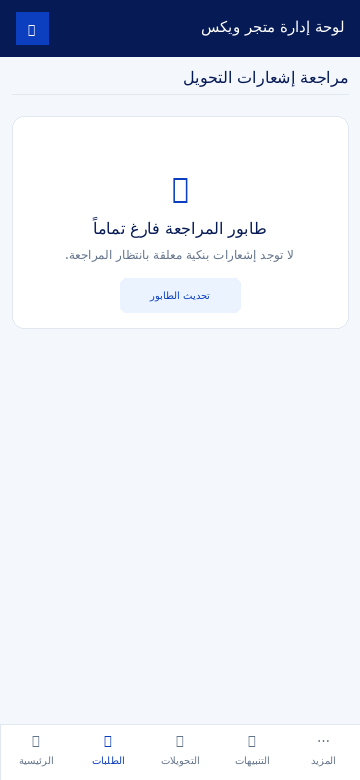 لوحة إدارة متجر ويكس
مراجعة إشعارات التحويل
طابور المراجعة فارغ تماماً
لا توجد إشعارات بنكية معلقة بانتظار المراجعة.
تحديث الطابور
الرئيسية
الطلبات
التحويلات
التنبيهات
المزيد